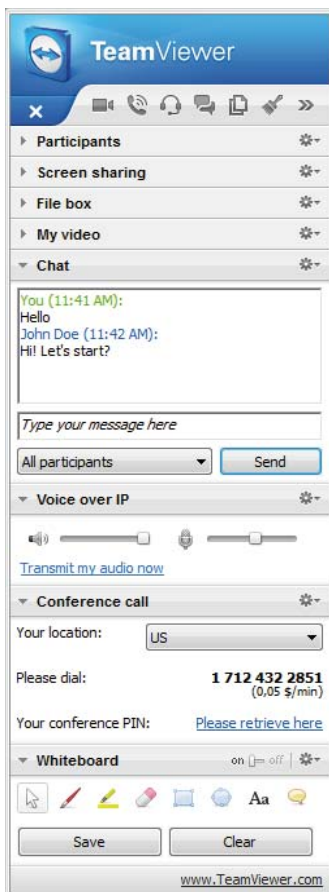 TeamViewer
Participants
Screen sharing
File box
My video
Chat
You (11:41 AM):
Hello
John Doe (11:42 AM):
Hi! Let's start?
Type your message here
All participants Send
Voice over IP
Transmit my audio now
Conference call
Your location: US
Please dial: 1 712 432 2851
(0,05 $/min)
Your conference PIN: Please retrieve here
Whiteboard on off
Aa
Save Clear
www.TeamViewer.com